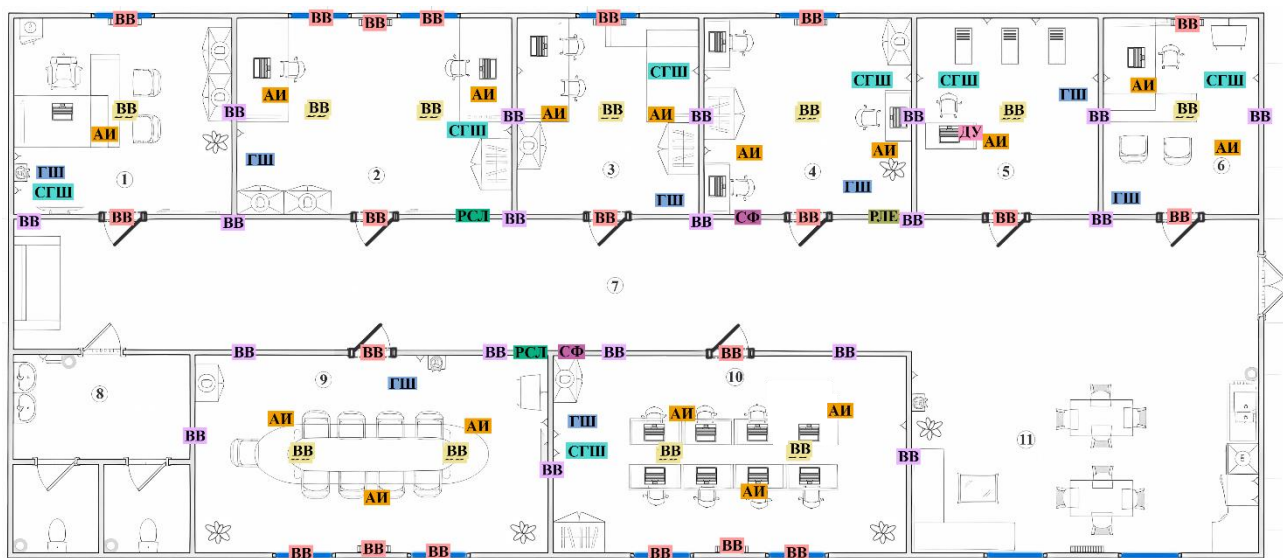 ВВ ВВ ВВ ВВ ВВ ВВ ВВ
СГШ СГШ СГШ СГШ
АИ АИ АИ АИ АИ АИ ГШ
ВВ ВВ ВВ ВВ ВВ ВВ ВВ ВВ ВВ ВВ ВВ ВВ
АИ СГШ ДУ АИ
ГШ АИ АИ АИ
СГШ 1 2 3 4 5 6
ГШ ГШ ГШ
ВВ ВВ ВВ ВВ РСЛ ВВ ВВ СФ ВВ РЛЕ ВВ ВВ ВВ
7
ВВ ВВ ВВ РСЛ СФ ВВ ВВ ВВ
8 9 ГШ 10
АИ АИ ГШ АИ АИ 11
ВВ ВВ ВВ СГШ ВВ ВВ ВВ ВВ
АИ АИ
ВВ ВВ ВВ ВВ ВВ ВВ